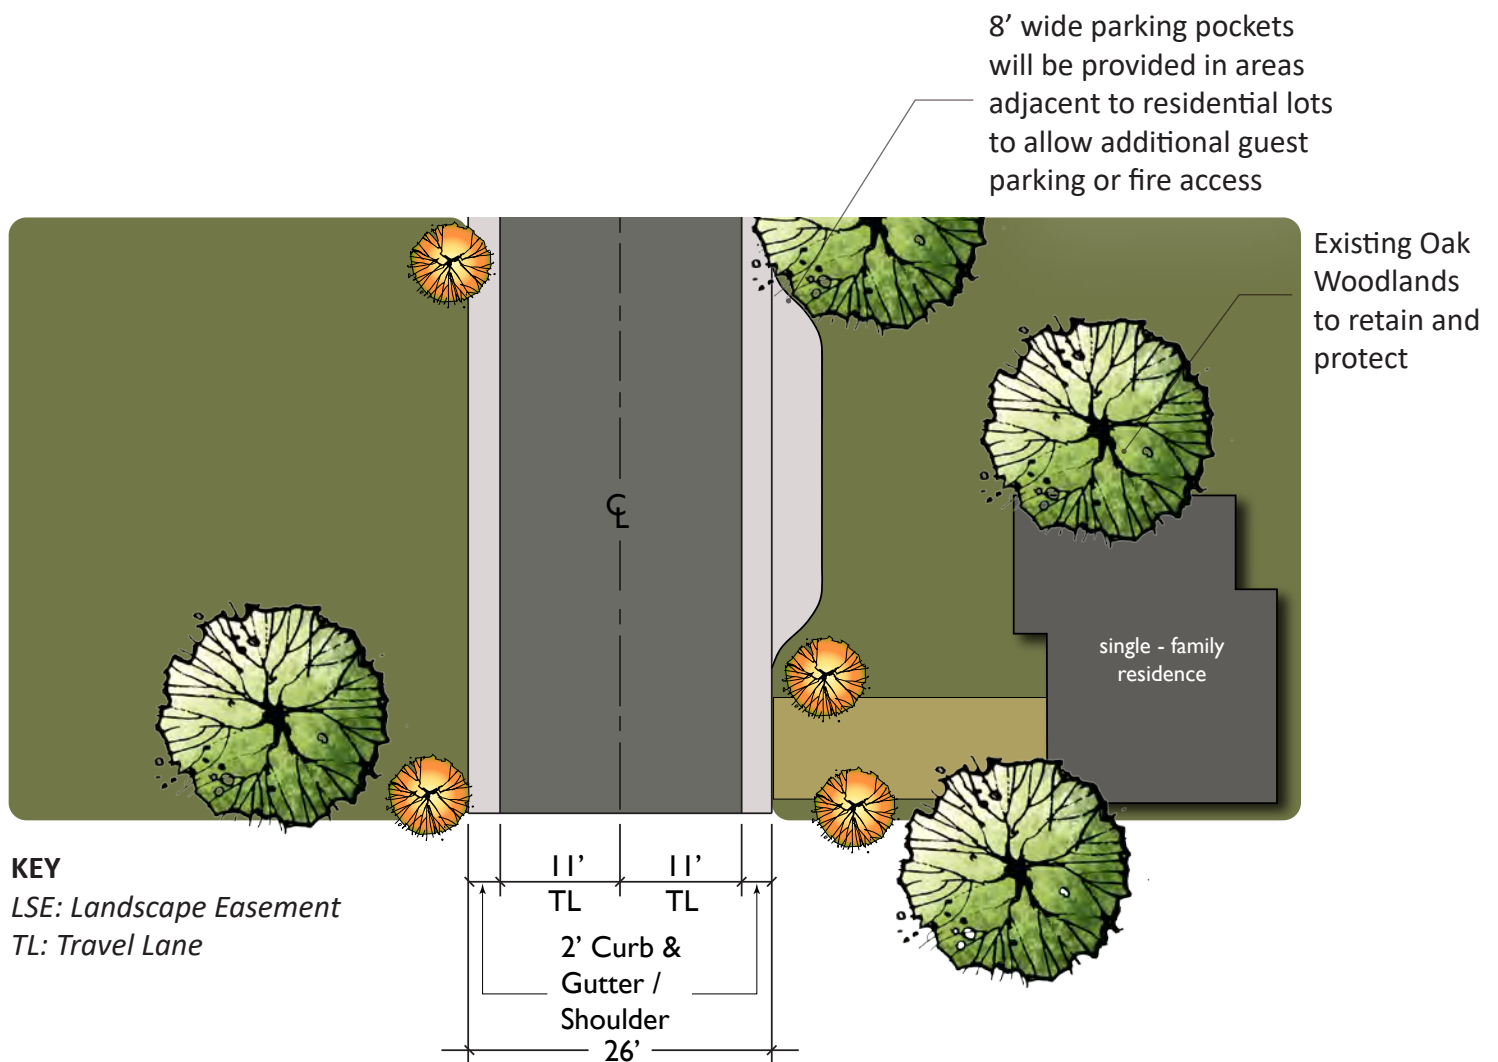 8’ wide parking pockets
will be provided in areas
adjacent to residential lots
to allow additional guest
parking or fire access
Existing Oak
Woodlands
to retain and
protect
℄
single - family
residence
KEY
LSE: Landscape Easement
TL: Travel Lane
11’ 11’
TL TL
2’ Curb &
Gutter /
Shoulder
26’